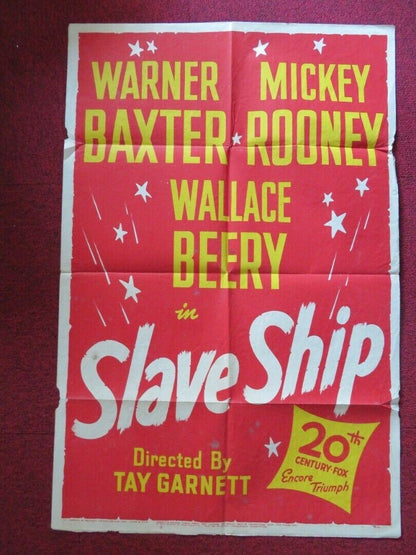 WARNER MICKEY
BAXTER ROONEY
WALLACE
BEERY
in
Slave Ship
Directed By
TAY GARNETT
20th
CENTURY-FOX
Encore
Triumph